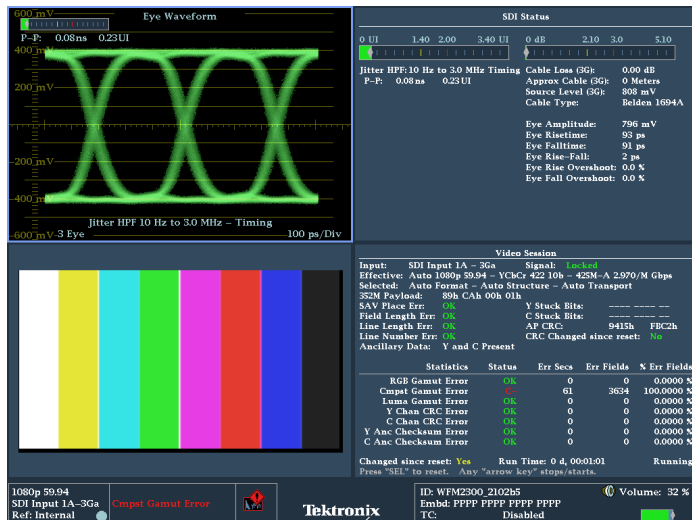 600 mV
Eye Waveform
P-P: 0.08ns 0.23UI
400 mV
200 mV
0 mV
-200 mV
-400 mV
Jitter HPF 10 Hz to 3.0 MHz - Timing
-600 mV
3 Eye
100 ps/Div
SDI Status
0 UI 1.40 2.00 3.40 UI
0 dB 2.10 3.0 5.10
Jitter HPF:10 Hz to 3.0 MHz Timing
P-P: 0.08ns 0.23UI
Cable Loss (3G): 0.00 dB
Approx Cable (3G): 0 Meters
Source Level (3G): 808 mV
Cable Type: Belden 1694A
Eye Amplitude: 796 mV
Eye Risetime: 93 ps
Eye Falltime: 91 ps
Eye Rise-Fall: 2 ps
Eye Rise Overshoot: 0.0 %
Eye Fall Overshoot: 0.0 %
Video Session
Input: SDI Input 1A - 3Ga Signal: Locked
Effective: Auto 1080p 59.94 - YCbCr 422 10b - 425M-A 2.970/M Gbps
Selected: Auto Format - Auto Structure - Auto Transport
352M Payload: 89h CAh 00h 01h
SAV Place Err: OK Y Stuck Bits: ---- ---- -- --
Field Length Err: OK C Stuck Bits: ---- ---- -- --
Line Length Err: OK AP CRC: 9415h FBC2h
Line Number Err: OK CRC Changed since reset: No
Ancillary Data: Y and C Present
Statistics Status Err Secs Err Fields % Err Fields
RGB Gamut Error OK 0 0 0.0000 %
Cmpst Gamut Error C- 61 3634 100.0000 %
Luma Gamut Error OK 0 0 0.0000 %
Y Chan CRC Error OK 0 0 0.0000 %
C Chan CRC Error OK 0 0 0.0000 %
Y Anc Checksum Error OK 0 0 0.0000 %
C Anc Checksum Error OK 0 0 0.0000 %
Changed since reset: Yes Run Time: 0 d, 00:01:01 Running
Press "SEL" to reset. Any "arrow key" stops/starts.
1080p 59.94
SDI Input 1A-3Ga
Ref: Internal
Cmpst Gamut Error
Tektronix
ID: WFM2300_2102b5
Embd: PPPP PPPP PPPP PPPP
TC: Disabled
Volume: 32 %